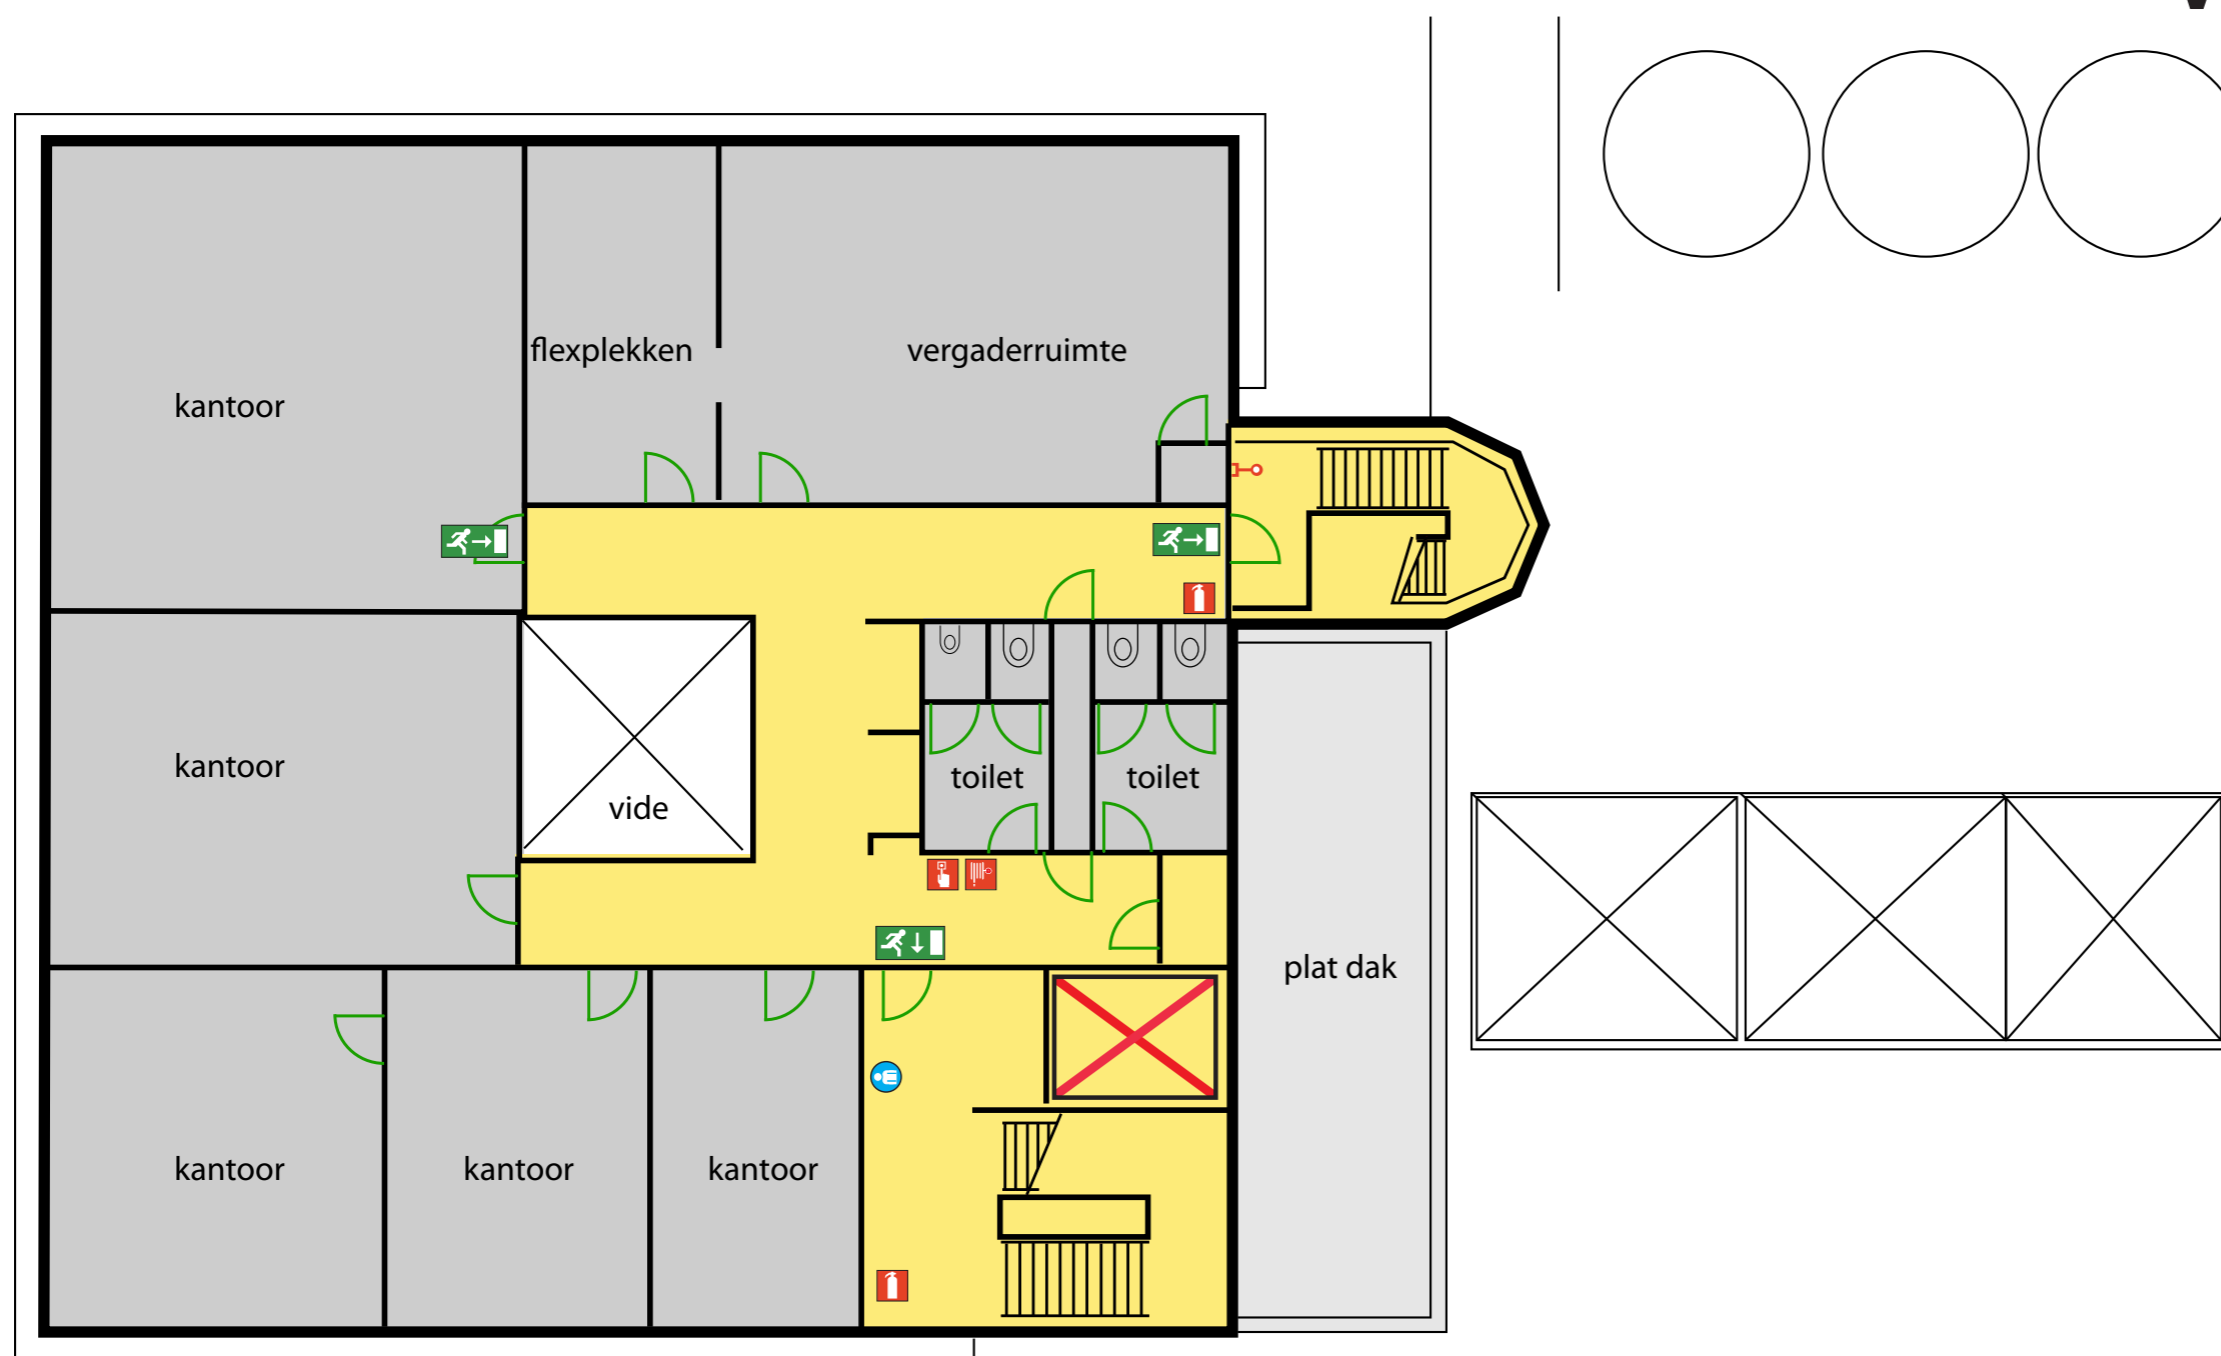 flexplekken
vergaderruimte
kantoor
kantoor
vide
toilet
toilet
plat dak
kantoor
kantoor
kantoor